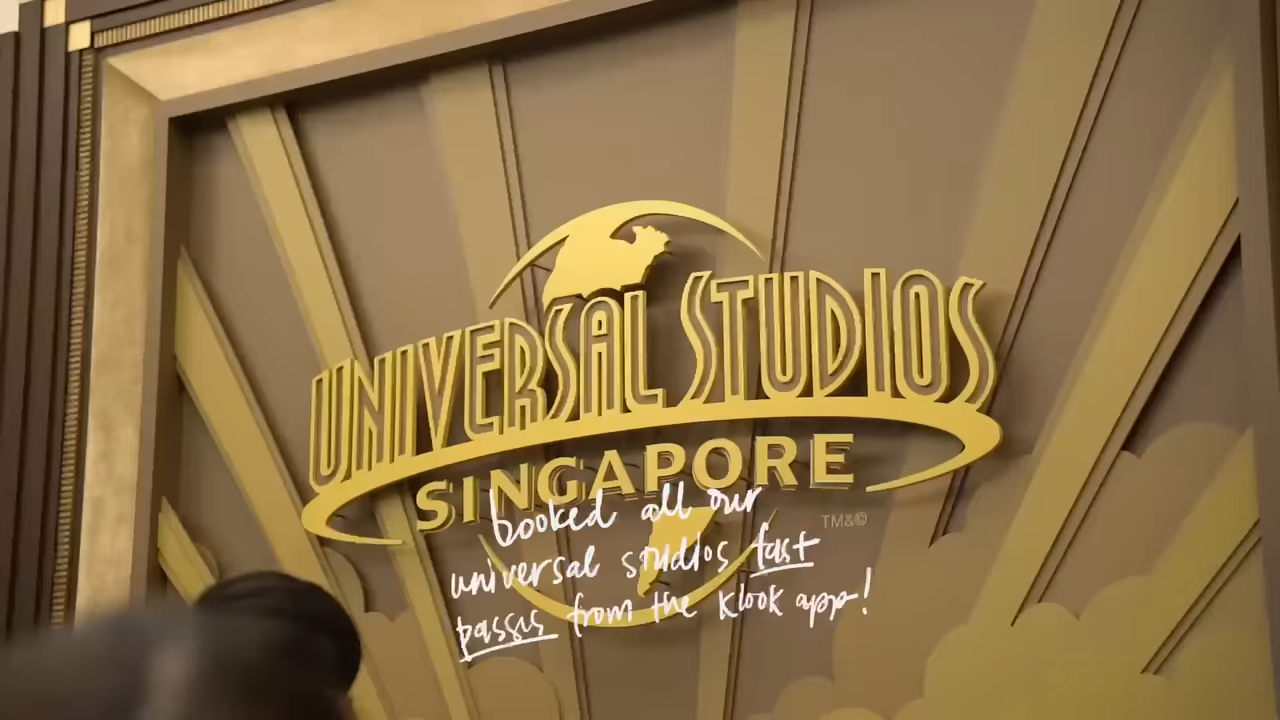 UNIVERSAL STUDIOS
SINGAPORE
TM&©
booked all our
universal studios fast
passes from the klook app!